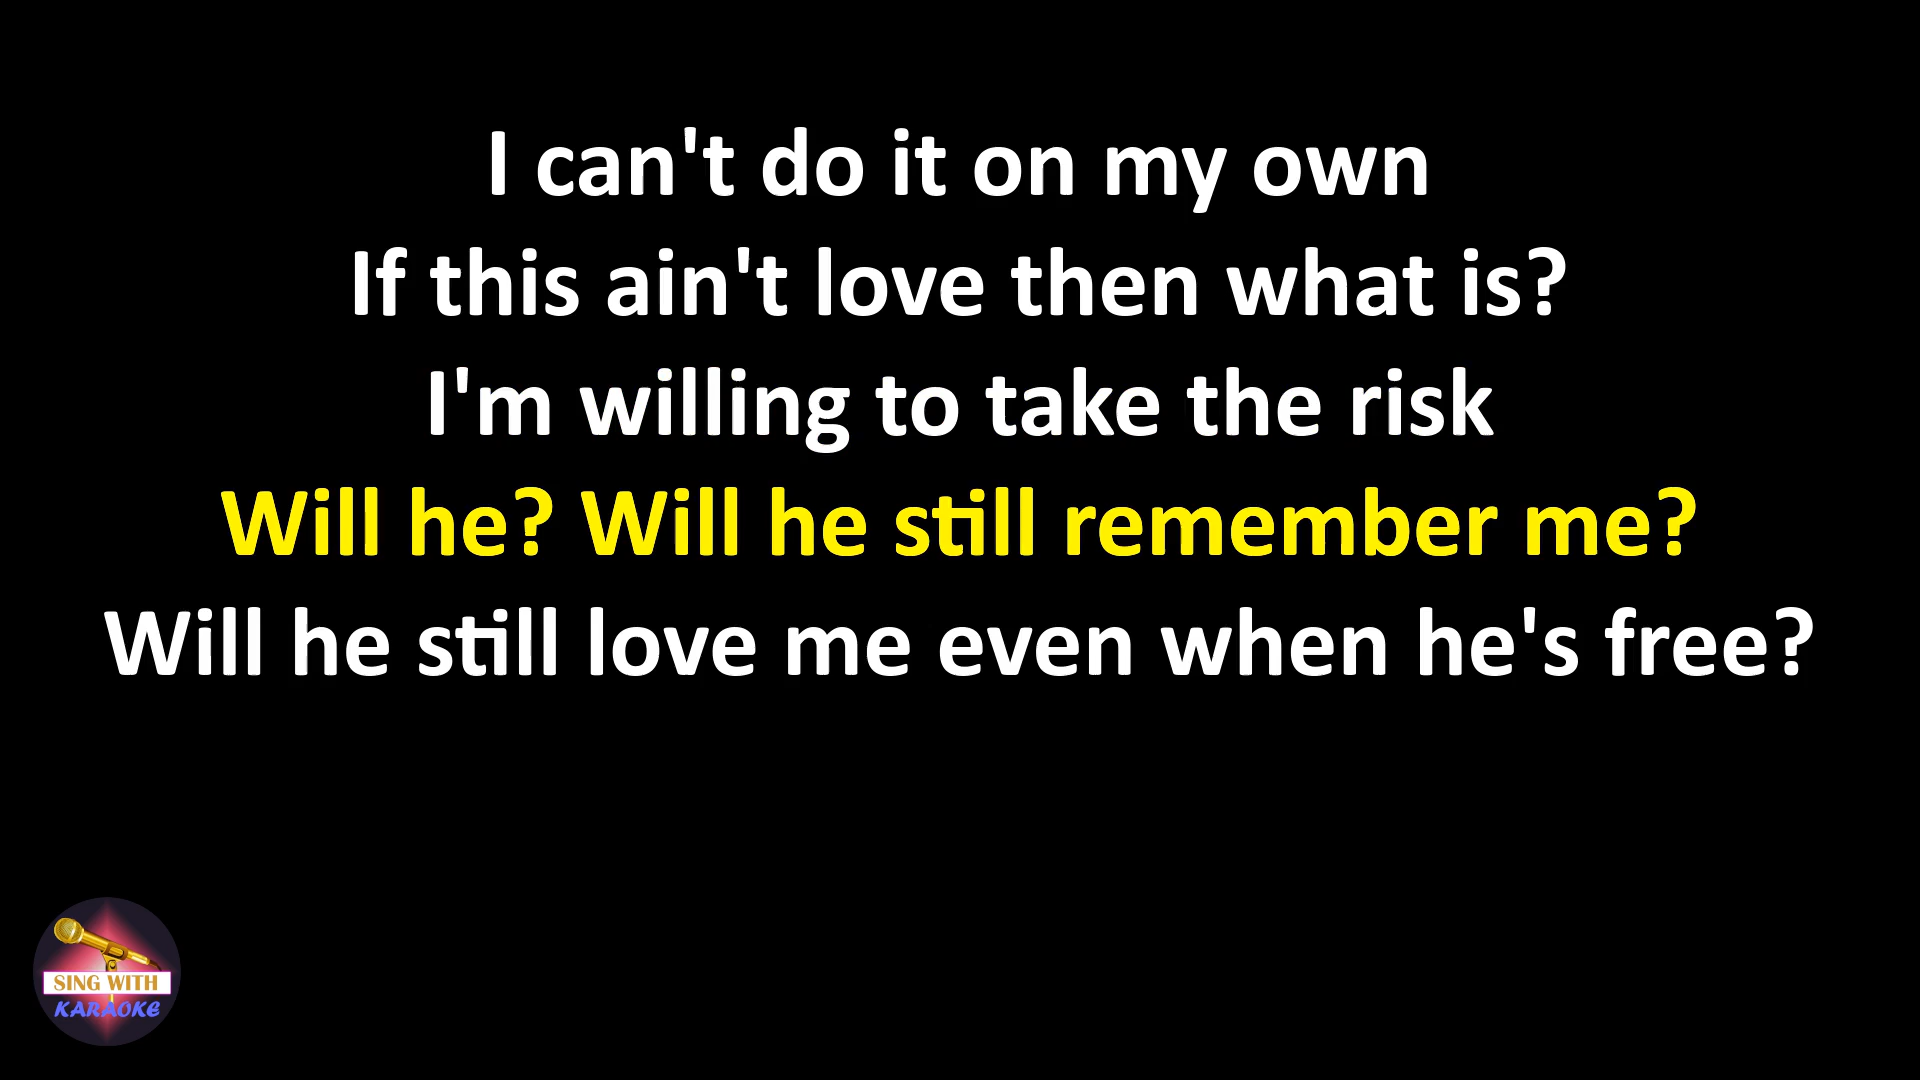 I can't do it on my own
If this ain't love then what is?
I'm willing to take the risk
Will he? Will he still remember me?
Will he still love me even when he's free?
SING WITH
KARAOKE